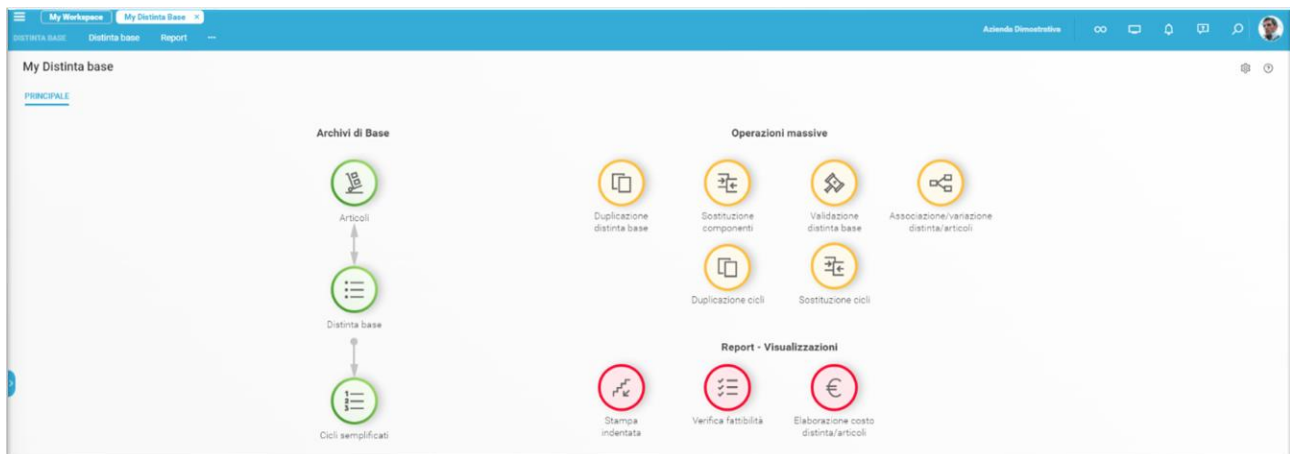 My Workspace
My Distinta Base ×
DISTINTA BASE
Distinta base
Report
...
Azienda Dimostrativa
My Distinta base
PRINCIPALE
Archivi di Base
Articoli
Distinta base
Cicli semplificati
Operazioni massive
Duplicazione
distinta base
Sostituzione
componenti
Validazione
distinta base
Associazione/variazione
distinta/articoli
Duplicazione cicli
Sostituzione cicli
Report - Visualizzazioni
Stampa
indentata
Verifica fattibilità
Elaborazione costo
distinta/articoli